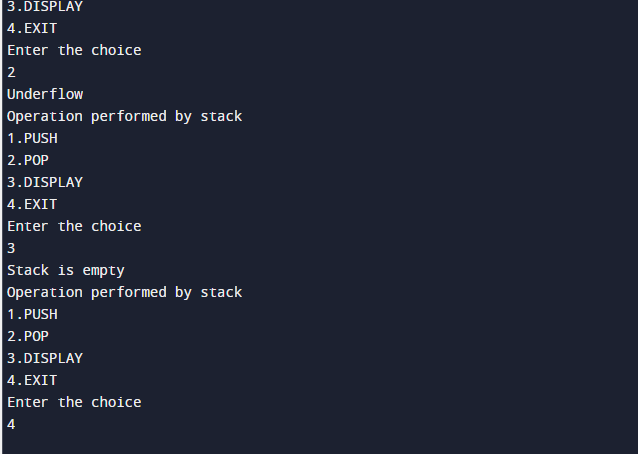 3.DISPLAY
4.EXIT
Enter the choice
2
Underflow
Operation performed by stack
1.PUSH
2.POP
3.DISPLAY
4.EXIT
Enter the choice
3
Stack is empty
Operation performed by stack
1.PUSH
2.POP
3.DISPLAY
4.EXIT
Enter the choice
4